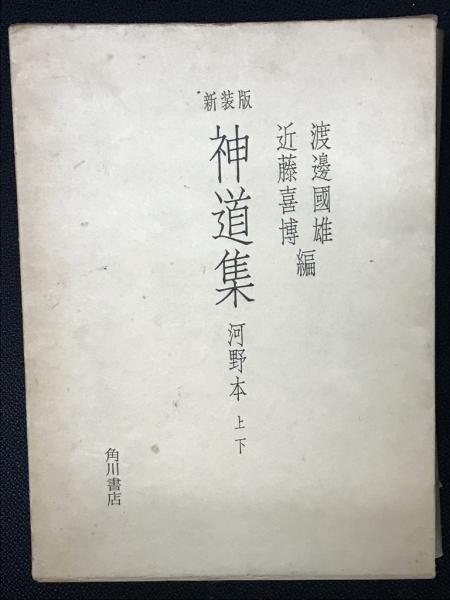 渡邊國雄
近藤喜博 編
新装版
神道集 河野本 上下
角川書店